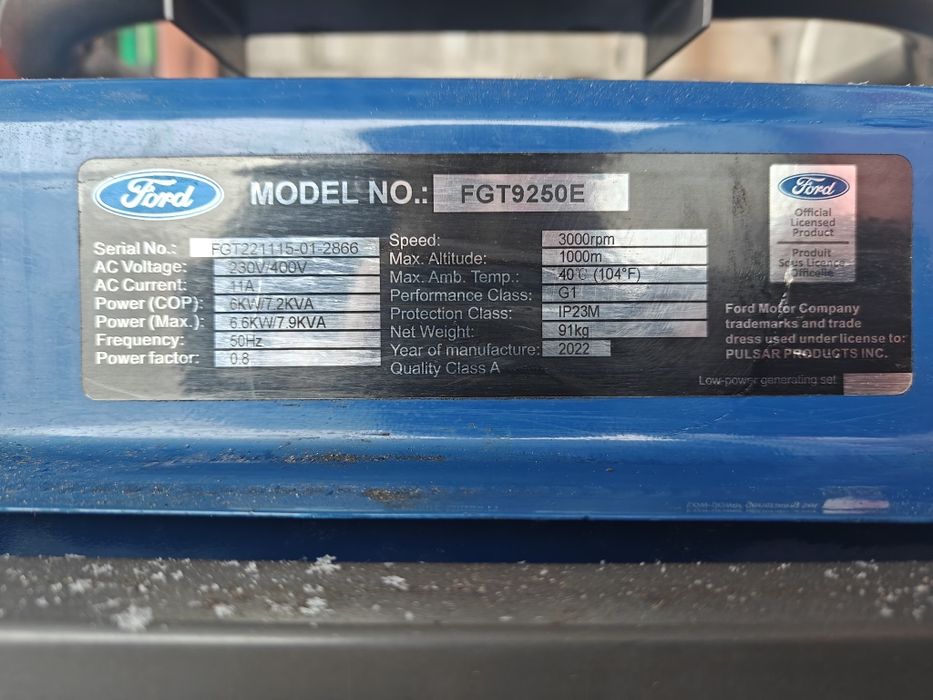 Ford
MODEL NO.: FGT9250E
Serial No.: FGT221115-01-2866
AC Voltage: 230V/400V
AC Current: 11A
Power (COP): 6KW/7.2KVA
Power (Max.): 6.6KW/7.9KVA
Frequency: 50Hz
Power factor: 0.8
Speed: 3000rpm
Max. Altitude: 1000m
Max. Amb. Temp.: 40°C (104°F)
Performance Class: G1
Protection Class: IP23M
Net Weight: 91kg
Year of manufacture: 2022
Quality Class A
Ford
Official
Licensed
Product
Produit
Sous Licence
Officielle
Ford Motor Company
trademarks and trade
dress used under license to:
PULSAR PRODUCTS INC.
Low-power generating set